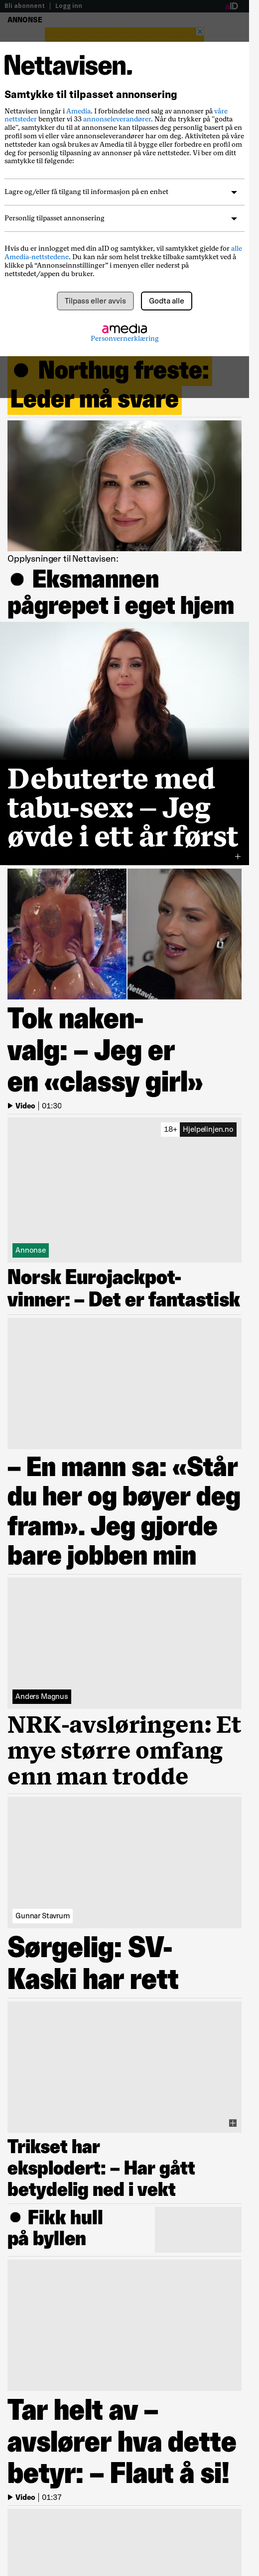 Bli abonnent | Logg inn
aID
ANNONSE
Nettavisen.
Samtykke til tilpasset annonsering
Nettavisen inngår i Amedia. I forbindelse med salg av annonser på våre
nettsteder benytter vi 33 annonseleverandører. Når du trykker på "godta
alle", samtykker du til at annonsene kan tilpasses deg personlig basert på en
profil som vi eller våre annonseleverandører har om deg. Aktiviteten på våre
nettsteder kan også brukes av Amedia til å bygge eller forbedre en profil om
deg for personlig tilpasning av annonser på våre nettsteder. Vi ber om ditt
samtykke til følgende:
Lagre og/eller få tilgang til informasjon på en enhet
Personlig tilpasset annonsering
Hvis du er innlogget med din aID og samtykker, vil samtykket gjelde for alle
Amedia-nettstedene. Du kan når som helst trekke tilbake samtykket ved å
klikke på “Annonseinnstillinger” i menyen eller nederst på
nettstedet/appen du bruker.
Tilpass eller avvis
Godta alle
amedia
Personvernerklæring
● Northug freste:
Leder må svare
Opplysninger til Nettavisen:
● Eksmannen
pågrepet i eget hjem
Debuterte med
tabu-sex: – Jeg
øvde i ett år først
Nettavisen
Tok naken-
valg: – Jeg er
en «classy girl»
Video | 01:30
18+ Hjelpelinjen.no
Annonse
Norsk Eurojackpot-
vinner: – Det er fantastisk
– En mann sa: «Står
du her og bøyer deg
fram». Jeg gjorde
bare jobben min
Anders Magnus
NRK-avsløringen: Et
mye større omfang
enn man trodde
Gunnar Stavrum
Sørgelig: SV-
Kaski har rett
Trikset har
eksplodert: – Har gått
betydelig ned i vekt
● Fikk hull
på byllen
Tar helt av –
avslører hva dette
betyr: – Flaut å si!
Video | 01:37